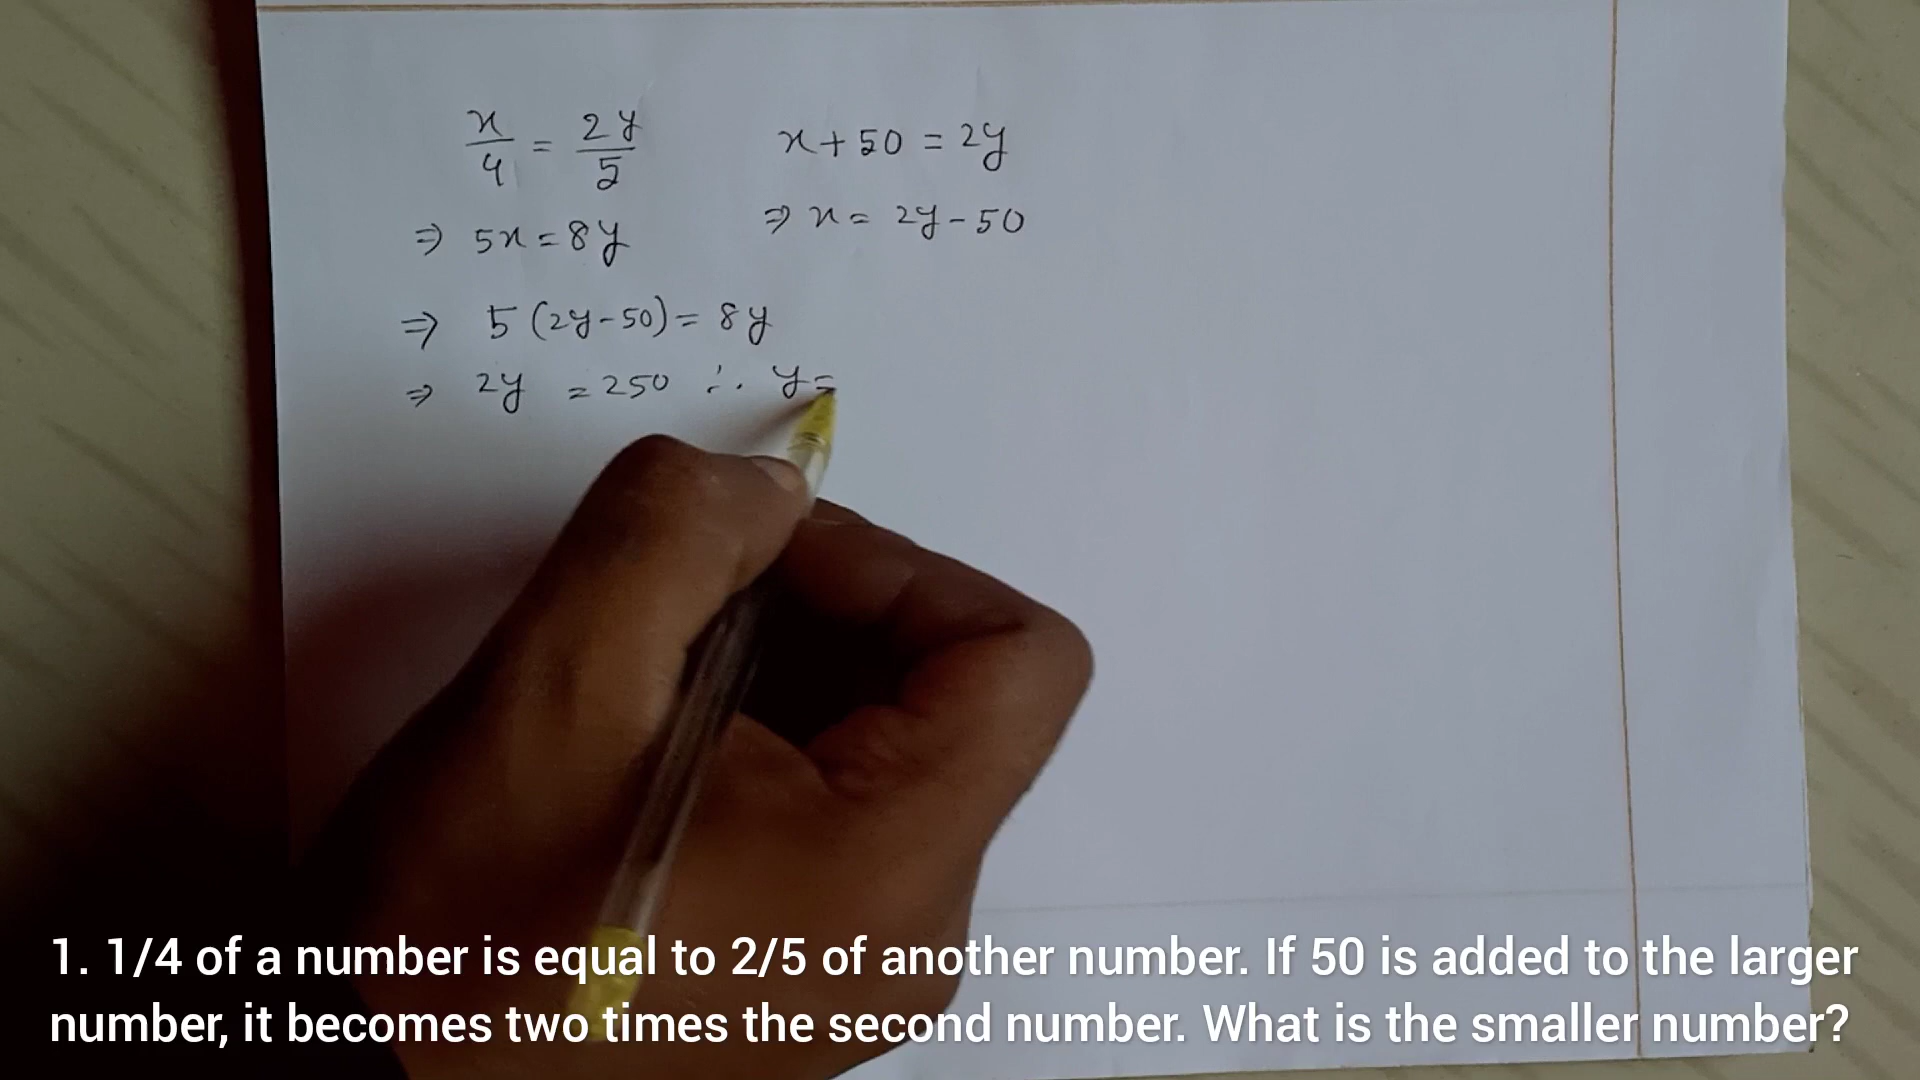 x/4 = 2y/5
x+50 = 2y
⇒ 5x = 8y
⇒ x = 2y-50
⇒ 5(2y-50) = 8y
⇒ 2y = 250 ∴ y=
1. 1/4 of a number is equal to 2/5 of another number. If 50 is added to the larger
number, it becomes two times the second number. What is the smaller number?